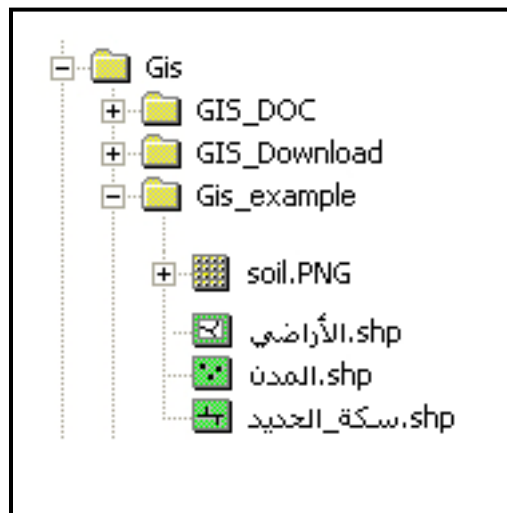 Gis
GIS_DOC
GIS_Download
Gis_example
soil.PNG
الأراضي.shp
المدن.shp
سكة_الحديد.shp